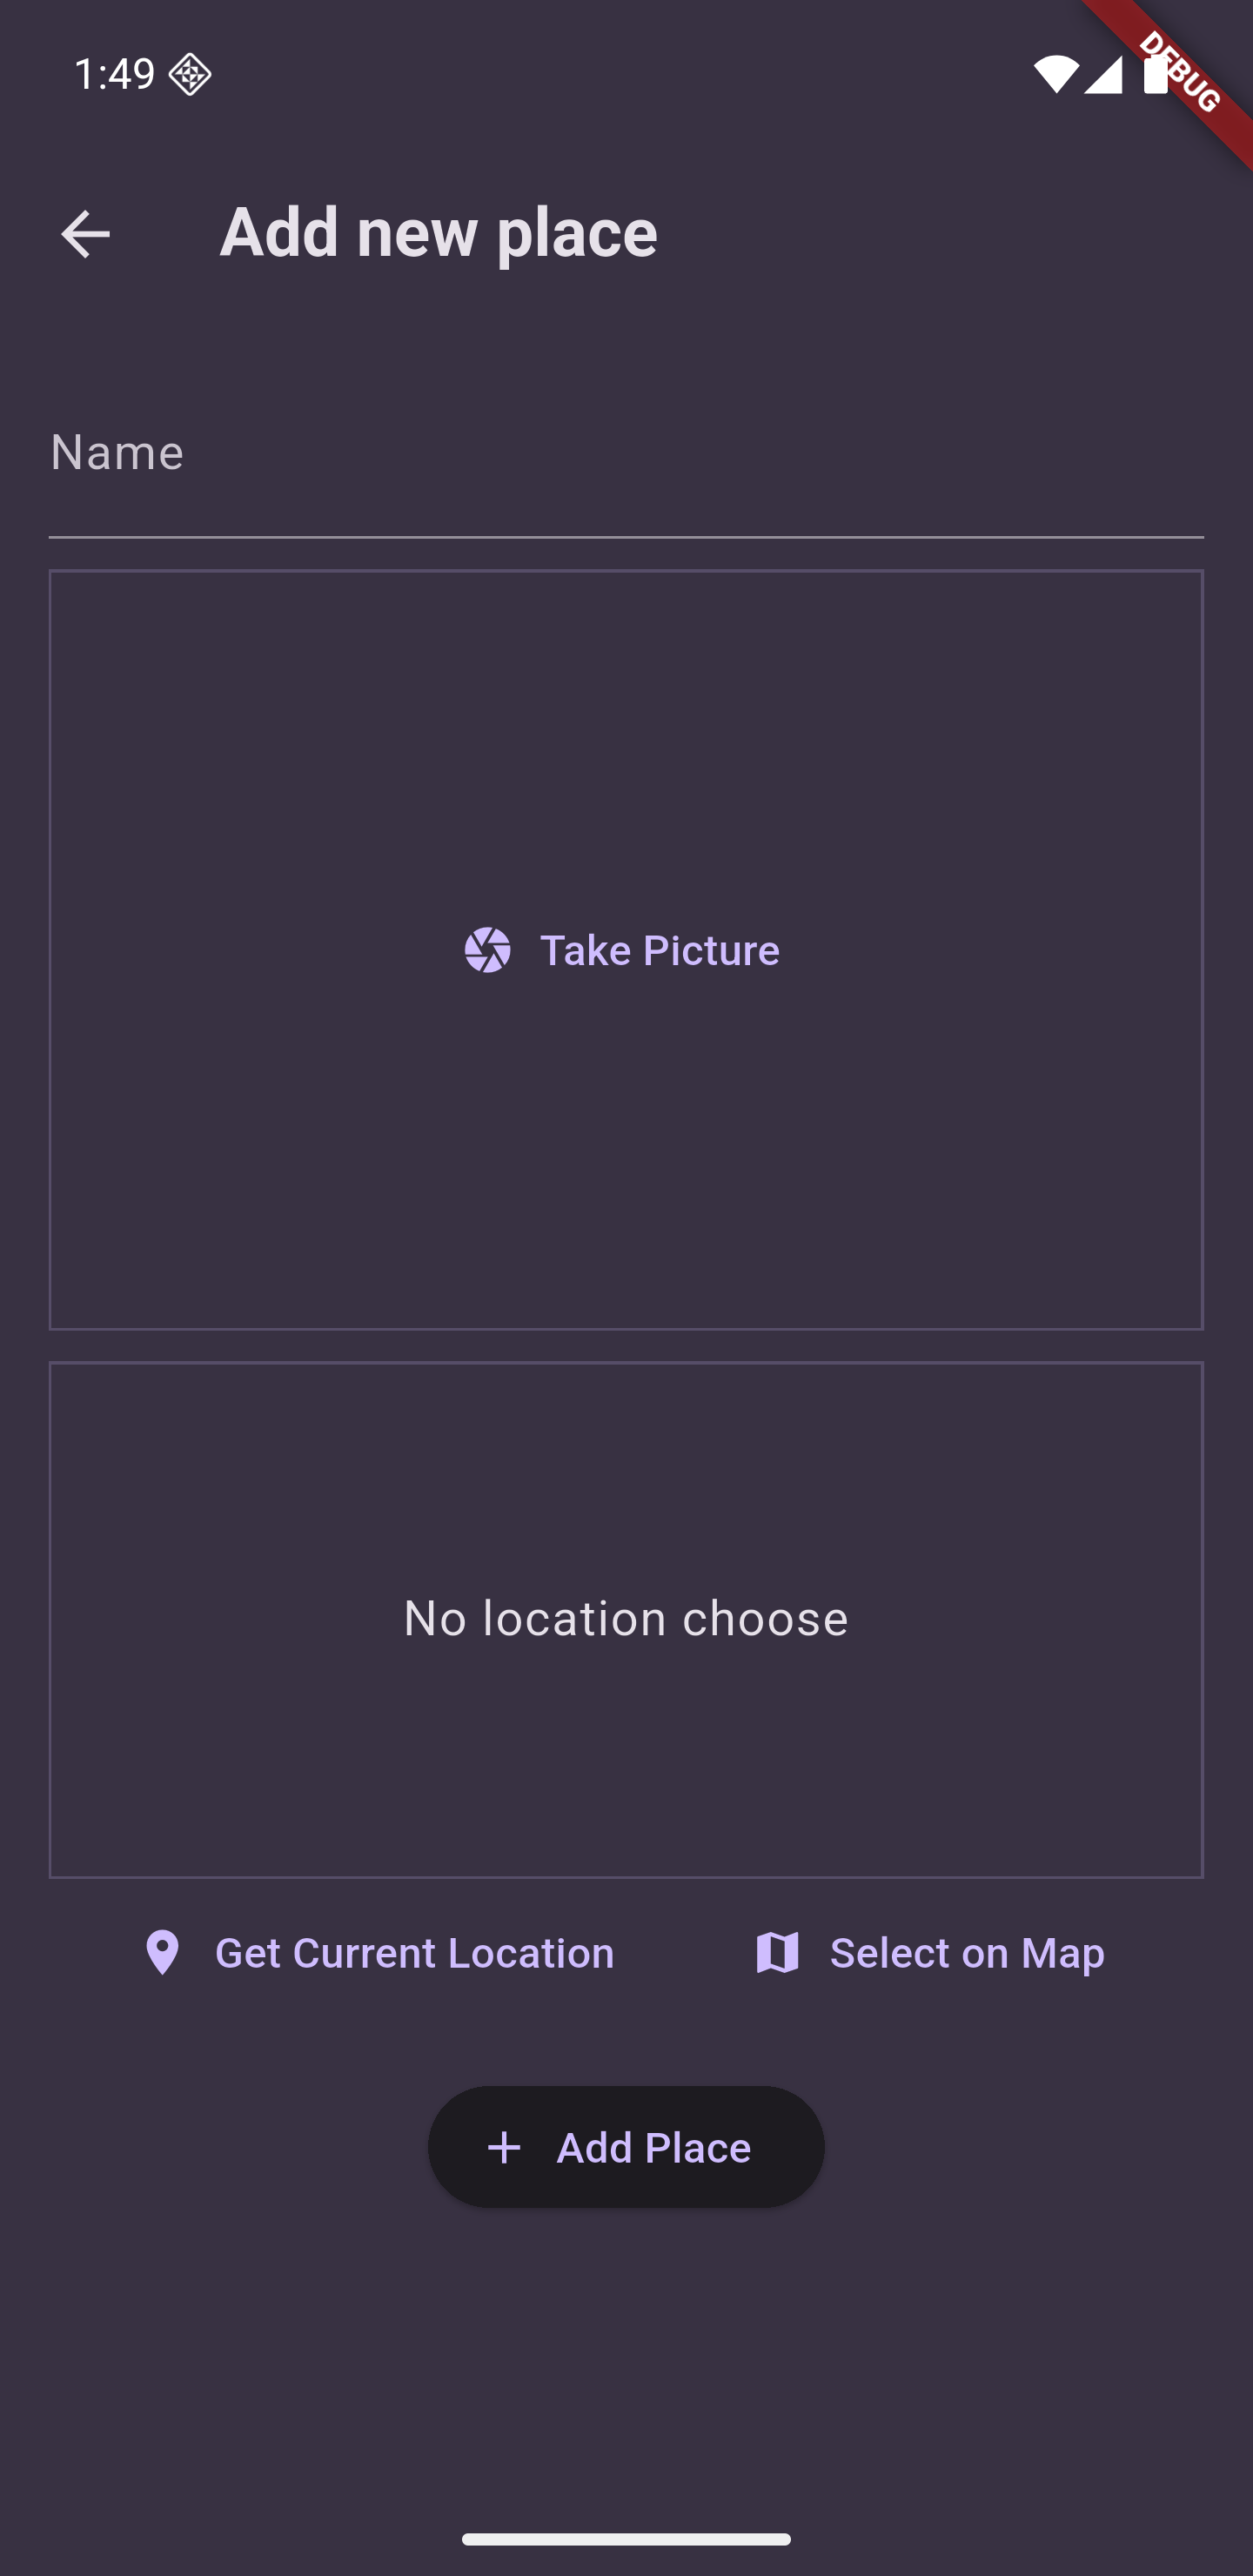 1:49
DEBUG
Add new place
Name
Take Picture
No location choose
Get Current Location Select on Map
Add Place